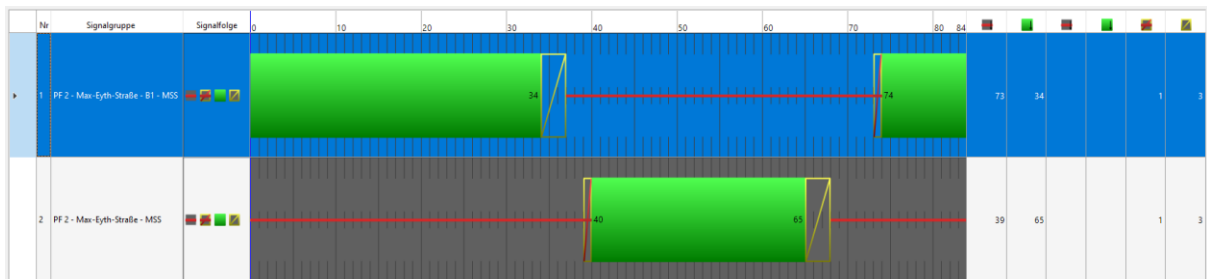 Nr Signalgruppe Signalfolge 0 10 20 30 40 50 60 70 80 84
1 PF 2 - Max-Eyth-Straße - B1 - MSS 34 74 73 34 1 3
2 PF 2 - Max-Eyth-Straße - MSS 40 65 39 65 1 3